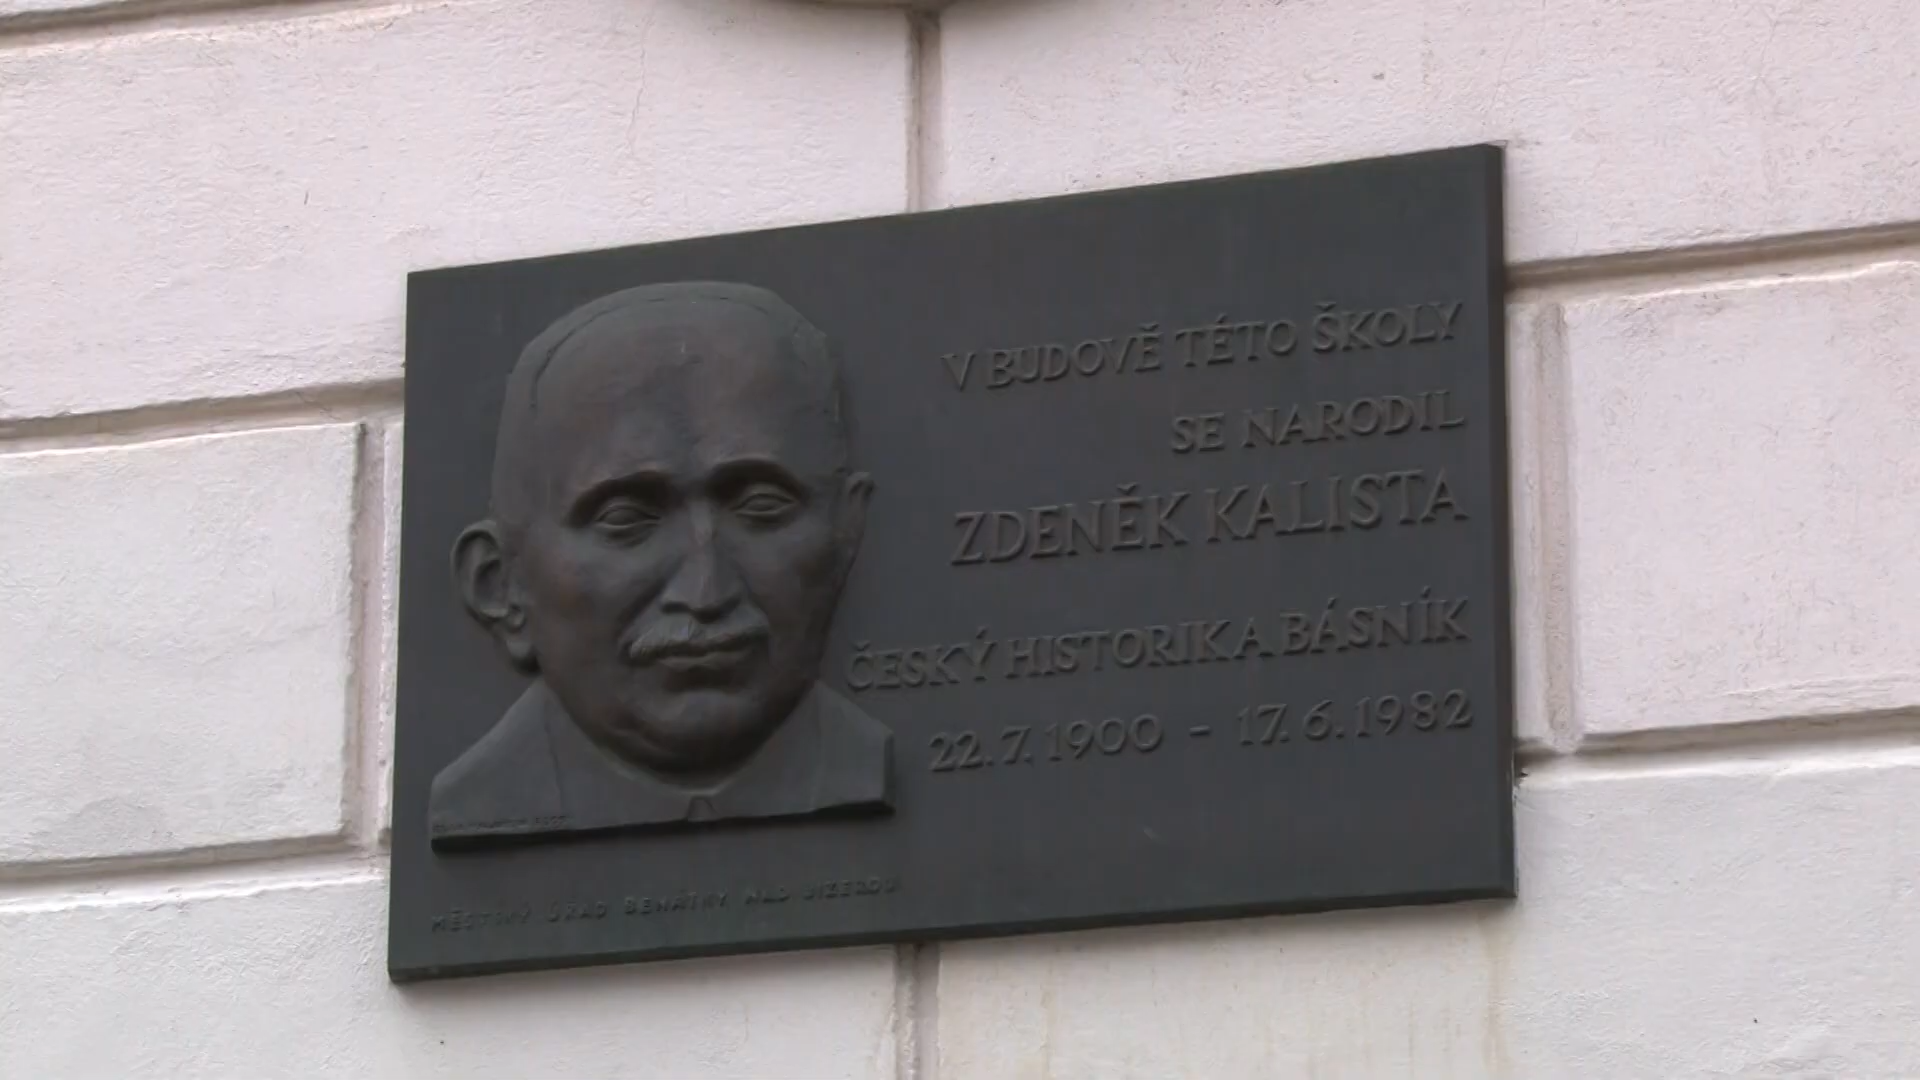 V BUDOVĚ TÉTO ŠKOLY
SE NARODIL
ZDENĚK KALISTA
ČESKÝ HISTORIK A BÁSNÍK
22.7.1900 - 17.6.1982
MĚSTSKÝ ÚŘAD BENÁTKY NAD JIZEROU